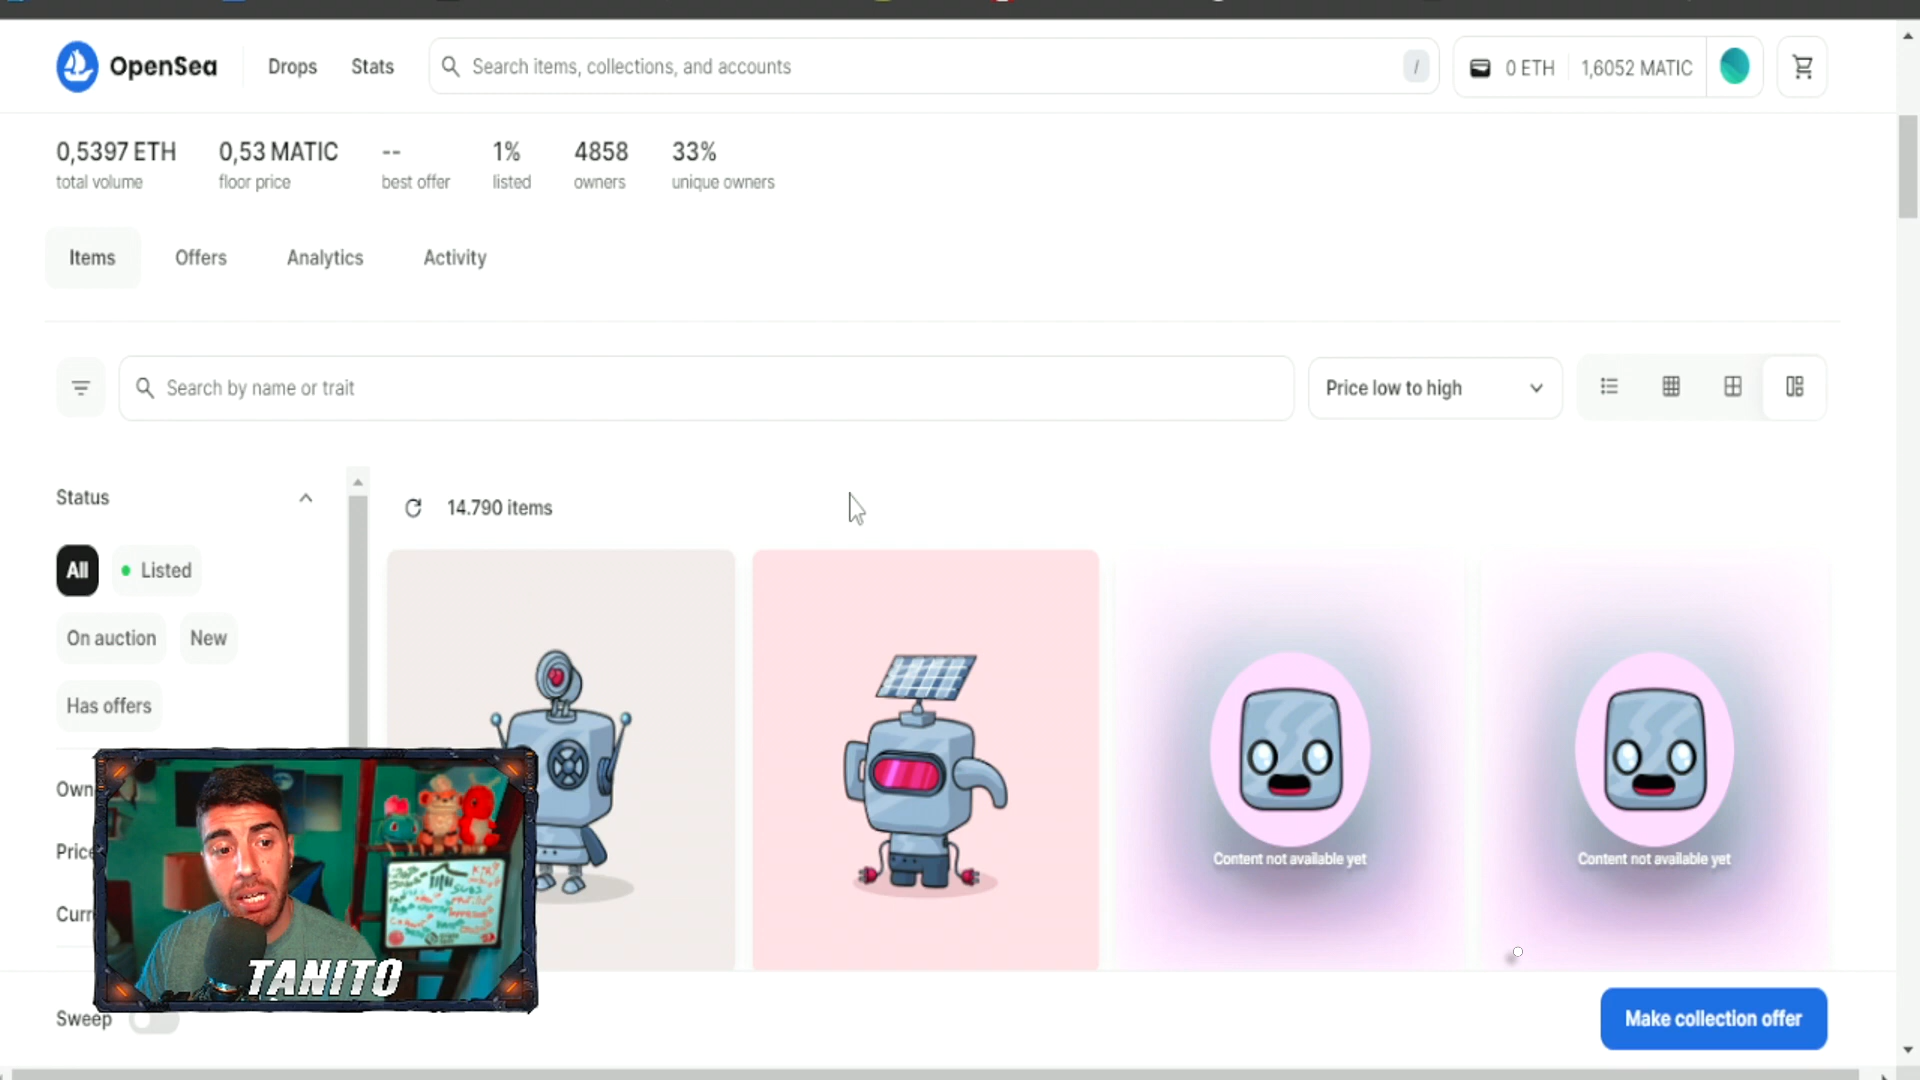 OpenSea
Drops
Stats
Search items, collections, and accounts
/
0 ETH
1,6052 MATIC
0,5397 ETH
0,53 MATIC
--
1%
4858
33%
total volume
floor price
best offer
listed
owners
unique owners
Items
Offers
Analytics
Activity
Search by name or trait
Price low to high
Status
14.790 items
All
Listed
On auction
New
Has offers
Own
Price
Curr
Content not available yet
Content not available yet
TANITO
Sweep
Make collection offer